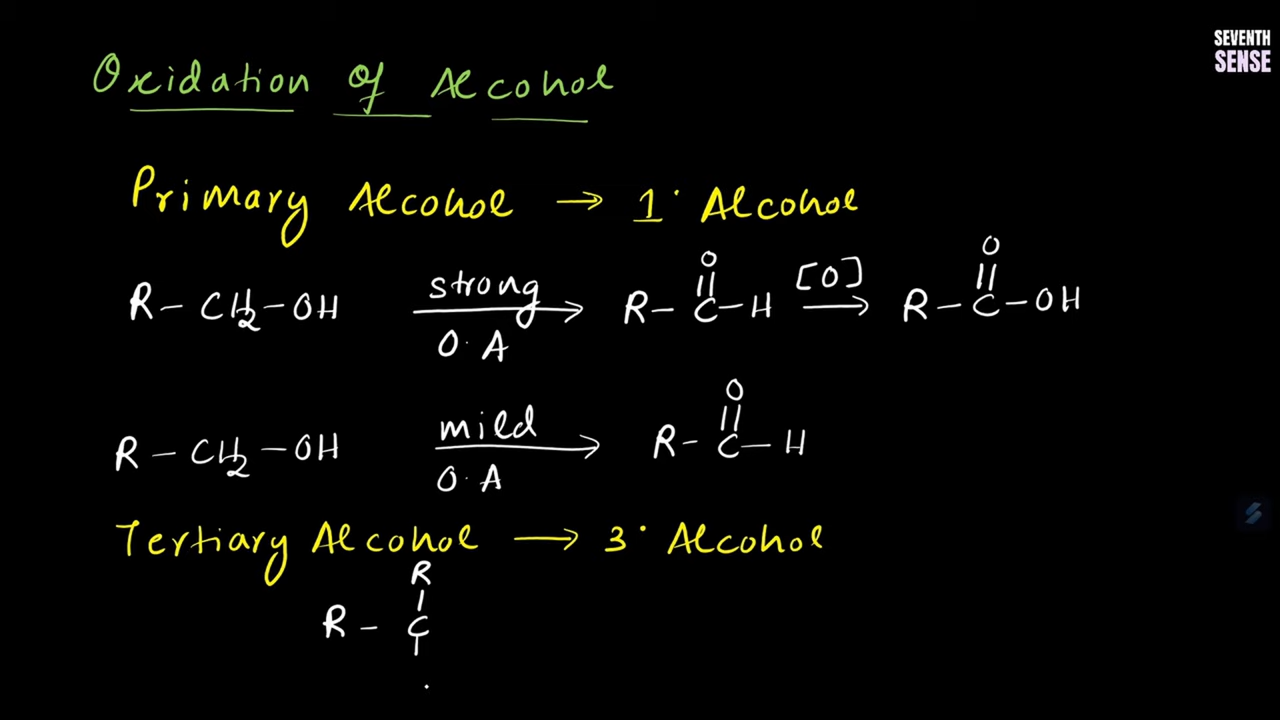 SEVENTH
SENSE
Oxidation of Alcohol
Primary Alcohol → 1° Alcohol
R – CH2 – OH strong O.A → R – C(=O) – H [O] → R – C(=O) – OH
R – CH2 – OH mild O.A → R – C(=O) – H
Tertiary Alcohol → 3° Alcohol
R
R – C